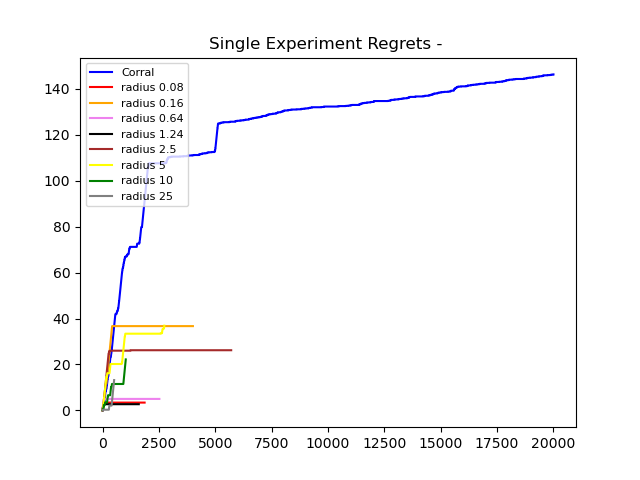 Single Experiment Regrets -
140
120
100
80
60
40
20
0
Corral
radius 0.08
radius 0.16
radius 0.64
radius 1.24
radius 2.5
radius 5
radius 10
radius 25
0 2500 5000 7500 10000 12500 15000 17500 20000